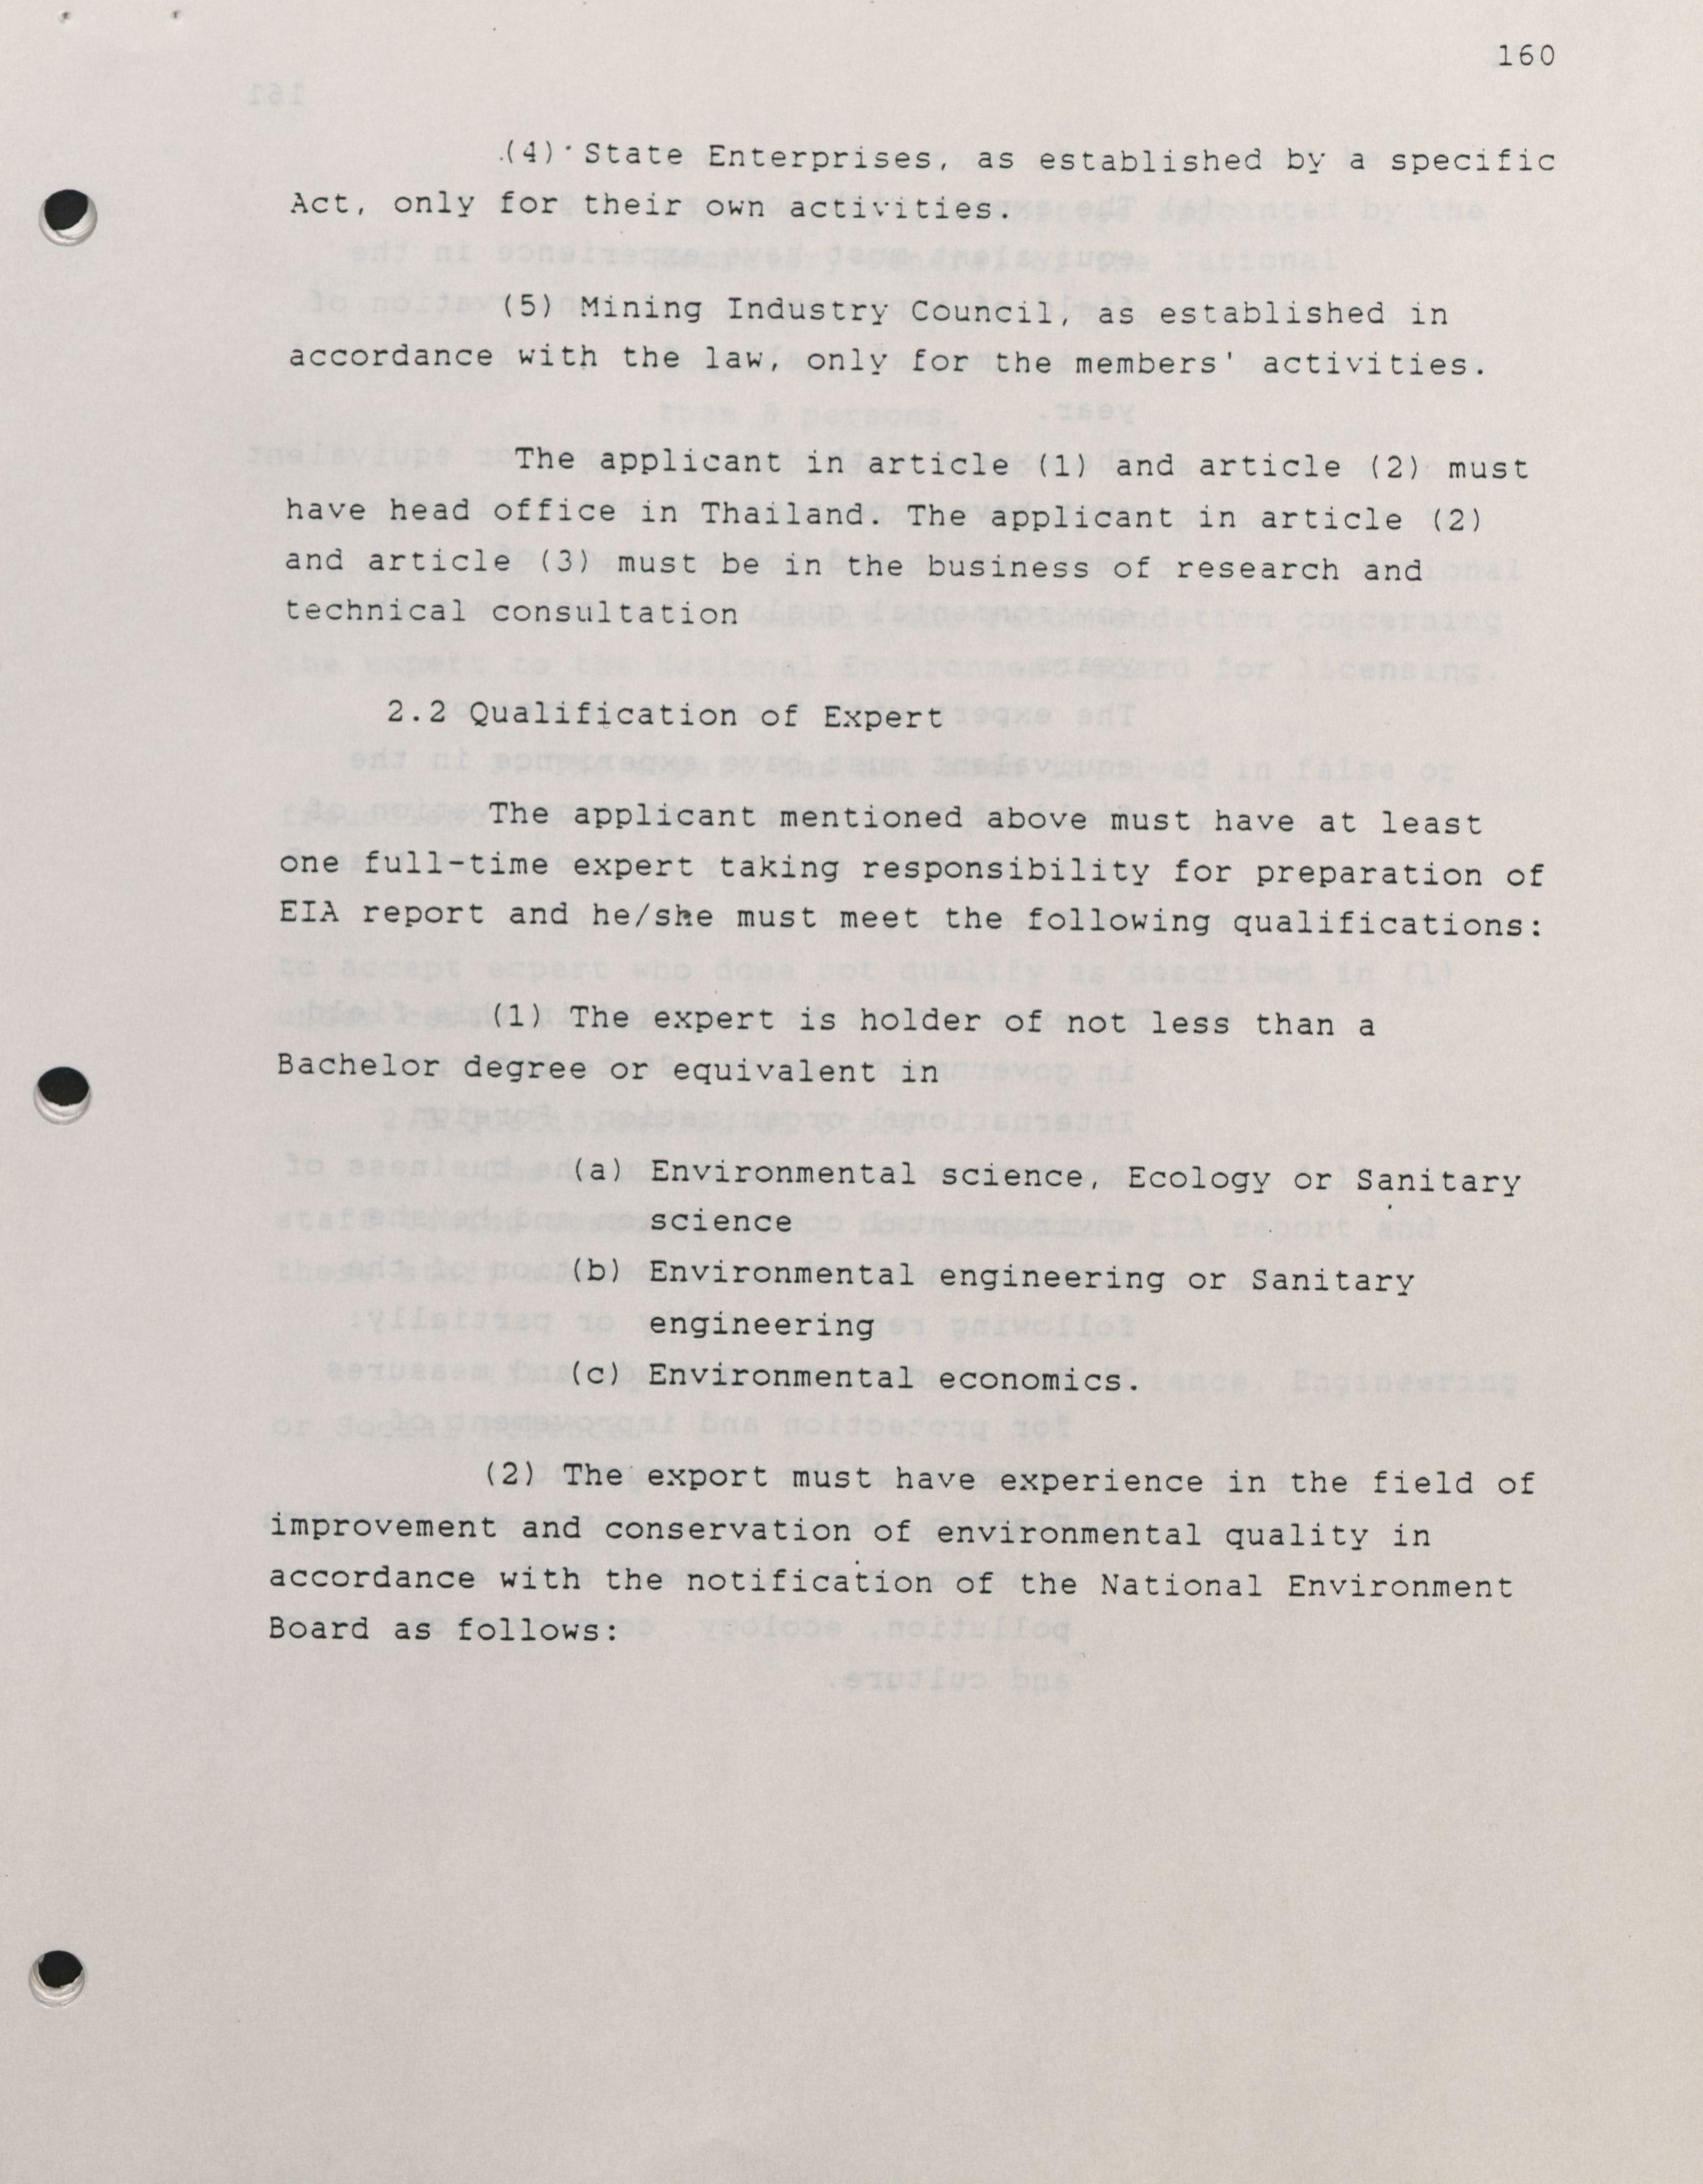 160
(4) State Enterprises, as established by a specific
Act, only for their own activities.
(5) Mining Industry Council, as established in
accordance with the law, only for the members' activities.
The applicant in article (1) and article (2) must
have head office in Thailand. The applicant in article (2)
and article (3) must be in the business of research and
technical consultation
2.2 Qualification of Expert
The applicant mentioned above must have at least
one full-time expert taking responsibility for preparation of
EIA report and he/she must meet the following qualifications:
(1) The expert is holder of not less than a
Bachelor degree or equivalent in
(a) Environmental science, Ecology or Sanitary
science
(b) Environmental engineering or Sanitary
engineering
(c) Environmental economics.
(2) The export must have experience in the field of
improvement and conservation of environmental quality in
accordance with the notification of the National Environment
Board as follows: